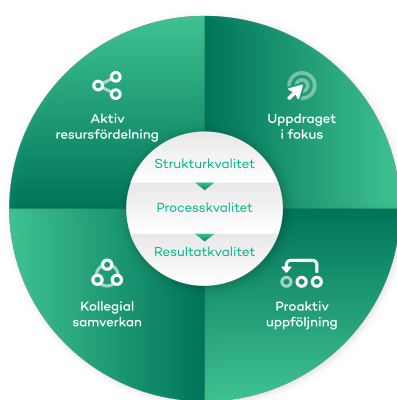 Aktiv
resursfördelning
Uppdraget
i fokus
Strukturkvalitet
Processkvalitet
Resultatkvalitet
Kollegial
samverkan
Proaktiv
uppföljning